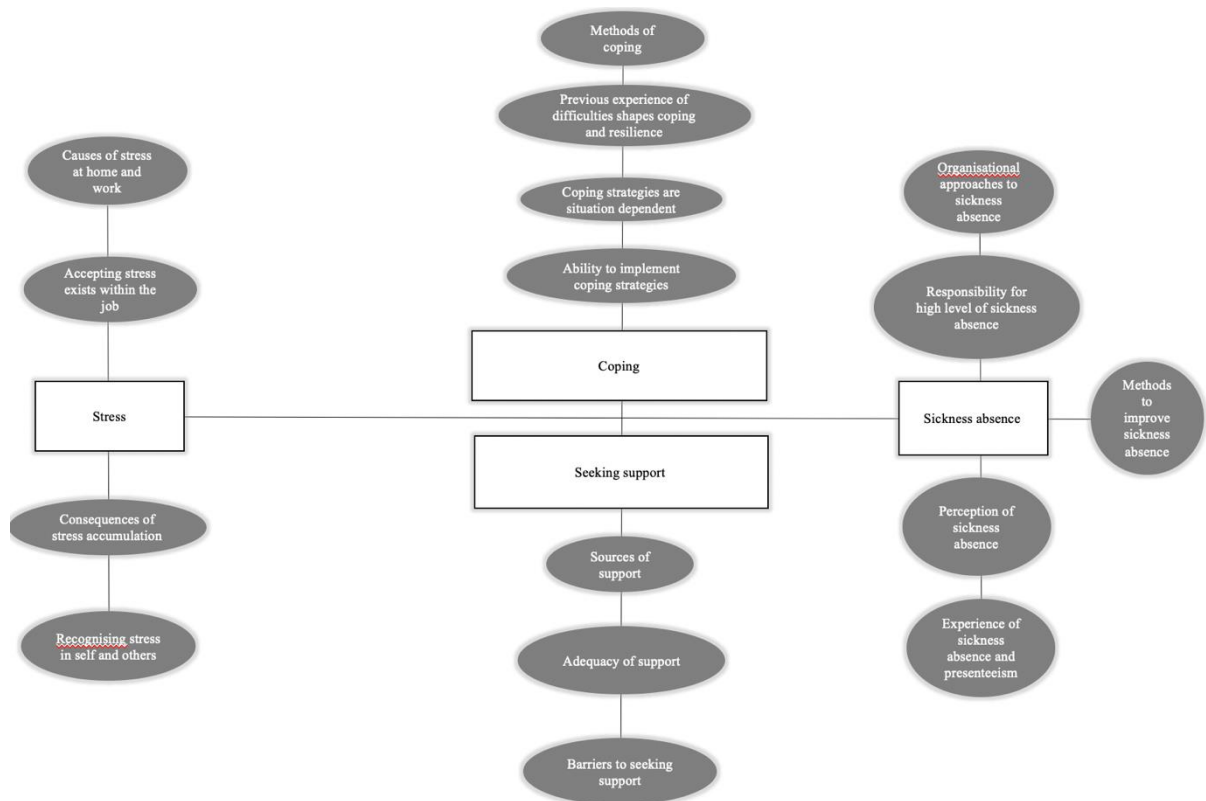 Methods of
coping
Previous experience of
difficulties shapes coping
and resilience
Coping strategies are
situation dependent
Ability to implement
coping strategies
Coping
Causes of stress
at home and
work
Accepting stress
exists within the
job
Stress
Consequences of
stress accumulation
Recognising stress
in self and others
Seeking support
Sources of
support
Adequacy of support
Barriers to seeking
support
Organisational
approaches to
sickness
absence
Responsibility for
high level of sickness
absence
Sickness absence
Methods
to
improve
sickness
absence
Perception of
sickness
absence
Experience of
sickness
absence and
presenteeism